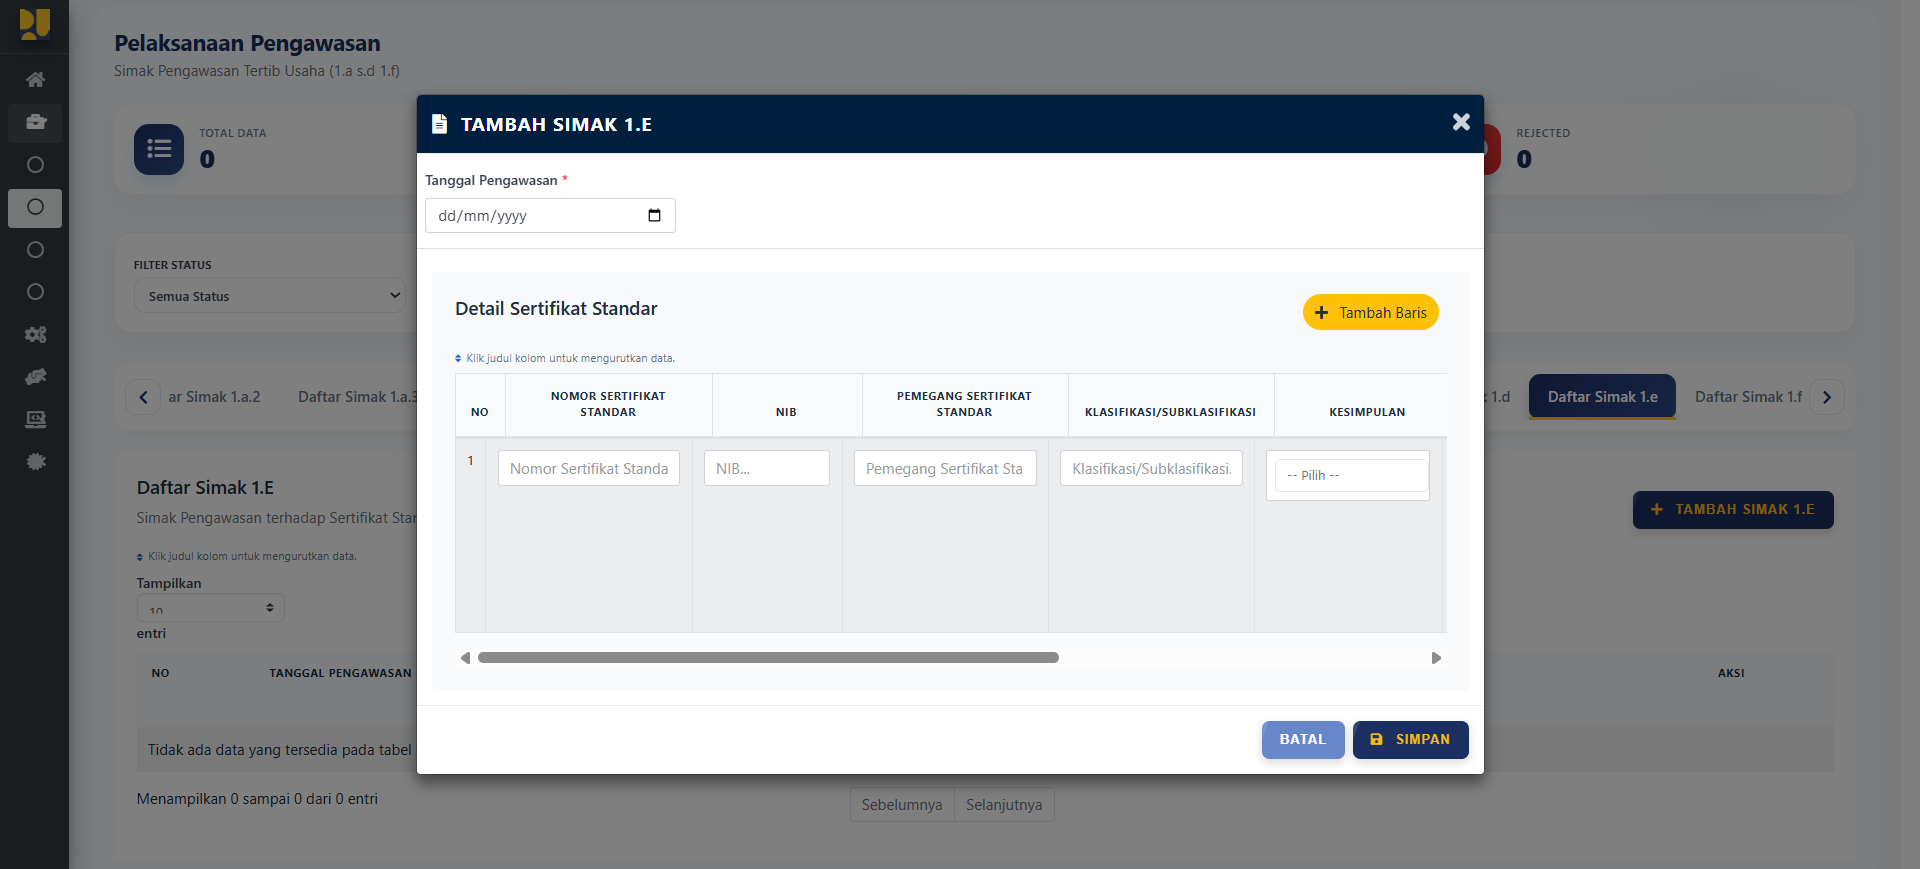 Pelaksanaan Pengawasan
Simak Pengawasan Tertib Usaha (1.a s.d 1.f)
TOTAL DATA
0
REJECTED
0
FILTER STATUS
Semua Status
ar Simak 1.a.2
Daftar Simak 1.a.3
1.d
Daftar Simak 1.e
Daftar Simak 1.f
Daftar Simak 1.E
Simak Pengawasan terhadap Sertifikat Star
TAMBAH SIMAK 1.E
Klik judul kolom untuk mengurutkan data.
Tampilkan
10
entri
NO
TANGGAL PENGAWASAN
AKSI
Tidak ada data yang tersedia pada tabel
Menampilkan 0 sampai 0 dari 0 entri
Sebelumnya
Selanjutnya
TAMBAH SIMAK 1.E
Tanggal Pengawasan *
dd/mm/yyyy
Detail Sertifikat Standar
Tambah Baris
Klik judul kolom untuk mengurutkan data.
NO
NOMOR SERTIFIKAT
STANDAR
NIB
PEMEGANG SERTIFIKAT
STANDAR
KLASIFIKASI/SUBKLASIFIKASI
KESIMPULAN
1
Nomor Sertifikat Standa
NIB...
Pemegang Sertifikat Sta
Klasifikasi/Subklasifikasi.
-- Pilih --
BATAL
SIMPAN